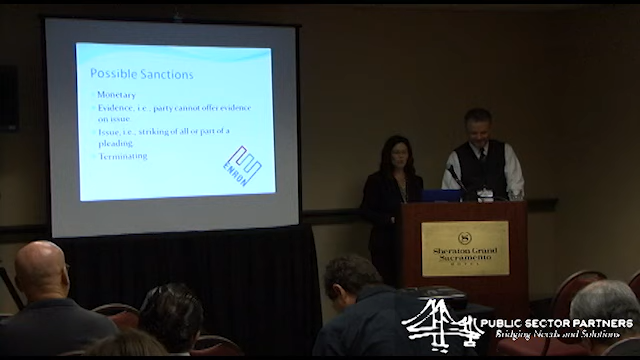 Possible Sanctions
Monetary
Evidence, i.e., party cannot offer evidence
on issue.
Issue, i.e., striking of all or part of a
pleading
Terminating
ENRON
Sheraton Grand
Sacramento
HOTEL
PUBLIC SECTOR PARTNERS
Bridging Needs and Solutions